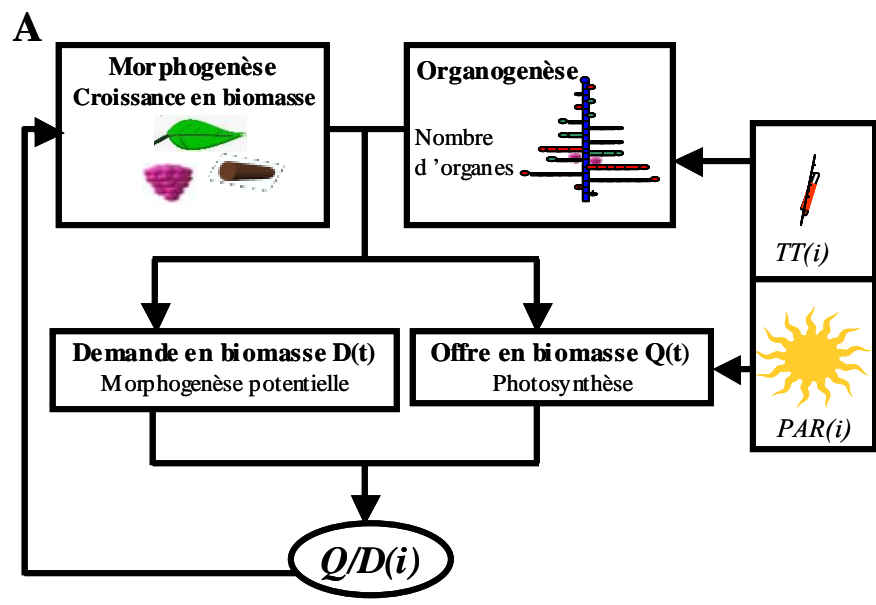 A
Morphogenèse
Croissance en biomasse
Organogenèse
Nombre
d ’organes
TT(i)
Demande en biomasse D(t)
Morphogenèse potentielle
Offre en biomasse Q(t)
Photosynthèse
PAR(i)
Q/D(i)